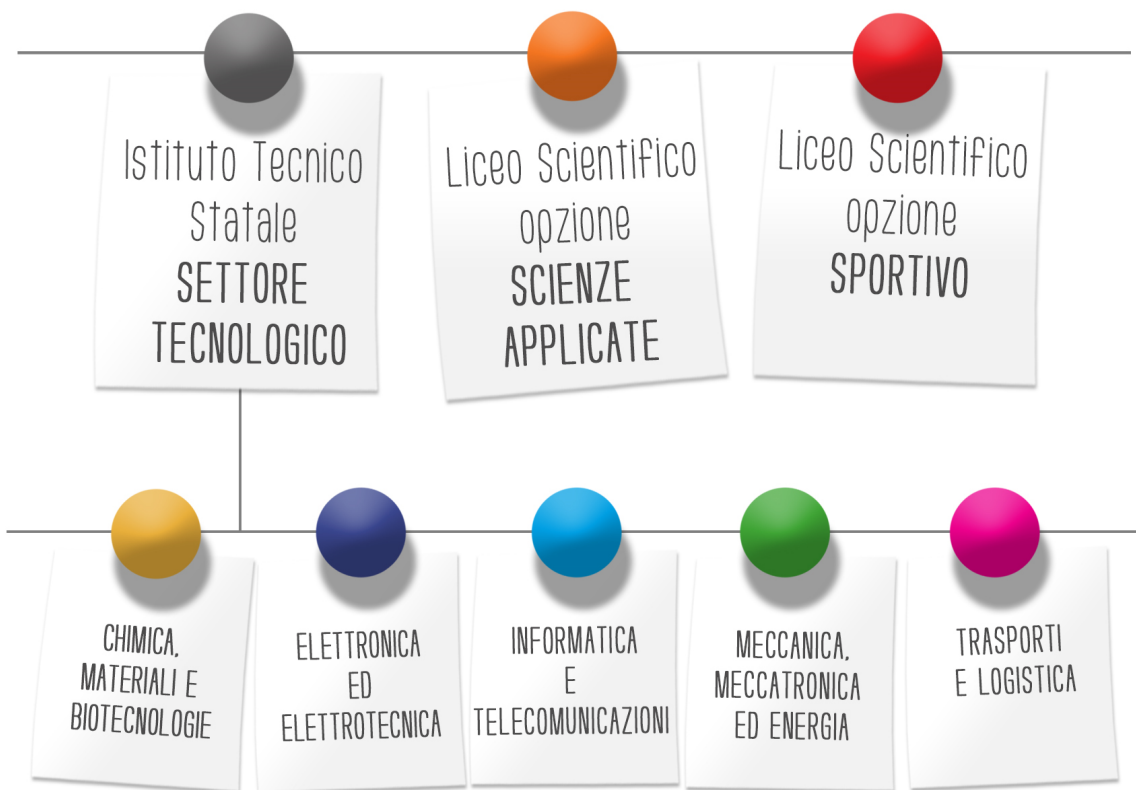 Istituto Tecnico
Statale
SETTORE
TECNOLOGICO
Liceo Scientifico
opzione
SCIENZE
APPLICATE
Liceo Scientifico
opzione
SPORTIVO
CHIMICA,
MATERIALI E
BIOTECNOLOGIE
ELETTRONICA
ED
ELETTROTECNICA
INFORMATICA
E
TELECOMUNICAZIONI
MECCANICA,
MECCATRONICA
ED ENERGIA
TRASPORTI
E LOGISTICA